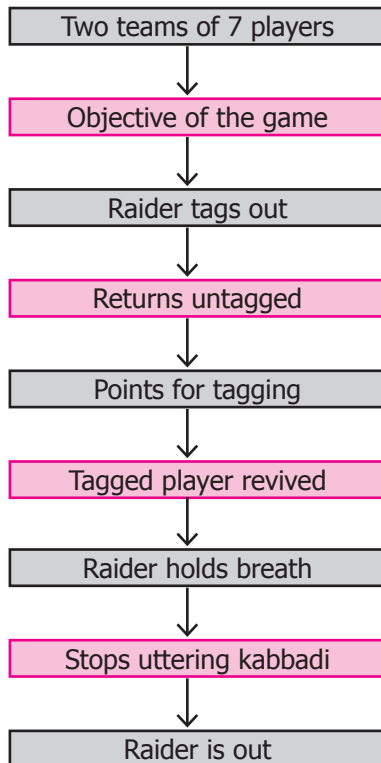 Two teams of 7 players
Objective of the game
Raider tags out
Returns untagged
Points for tagging
Tagged player revived
Raider holds breath
Stops uttering kabbadi
Raider is out